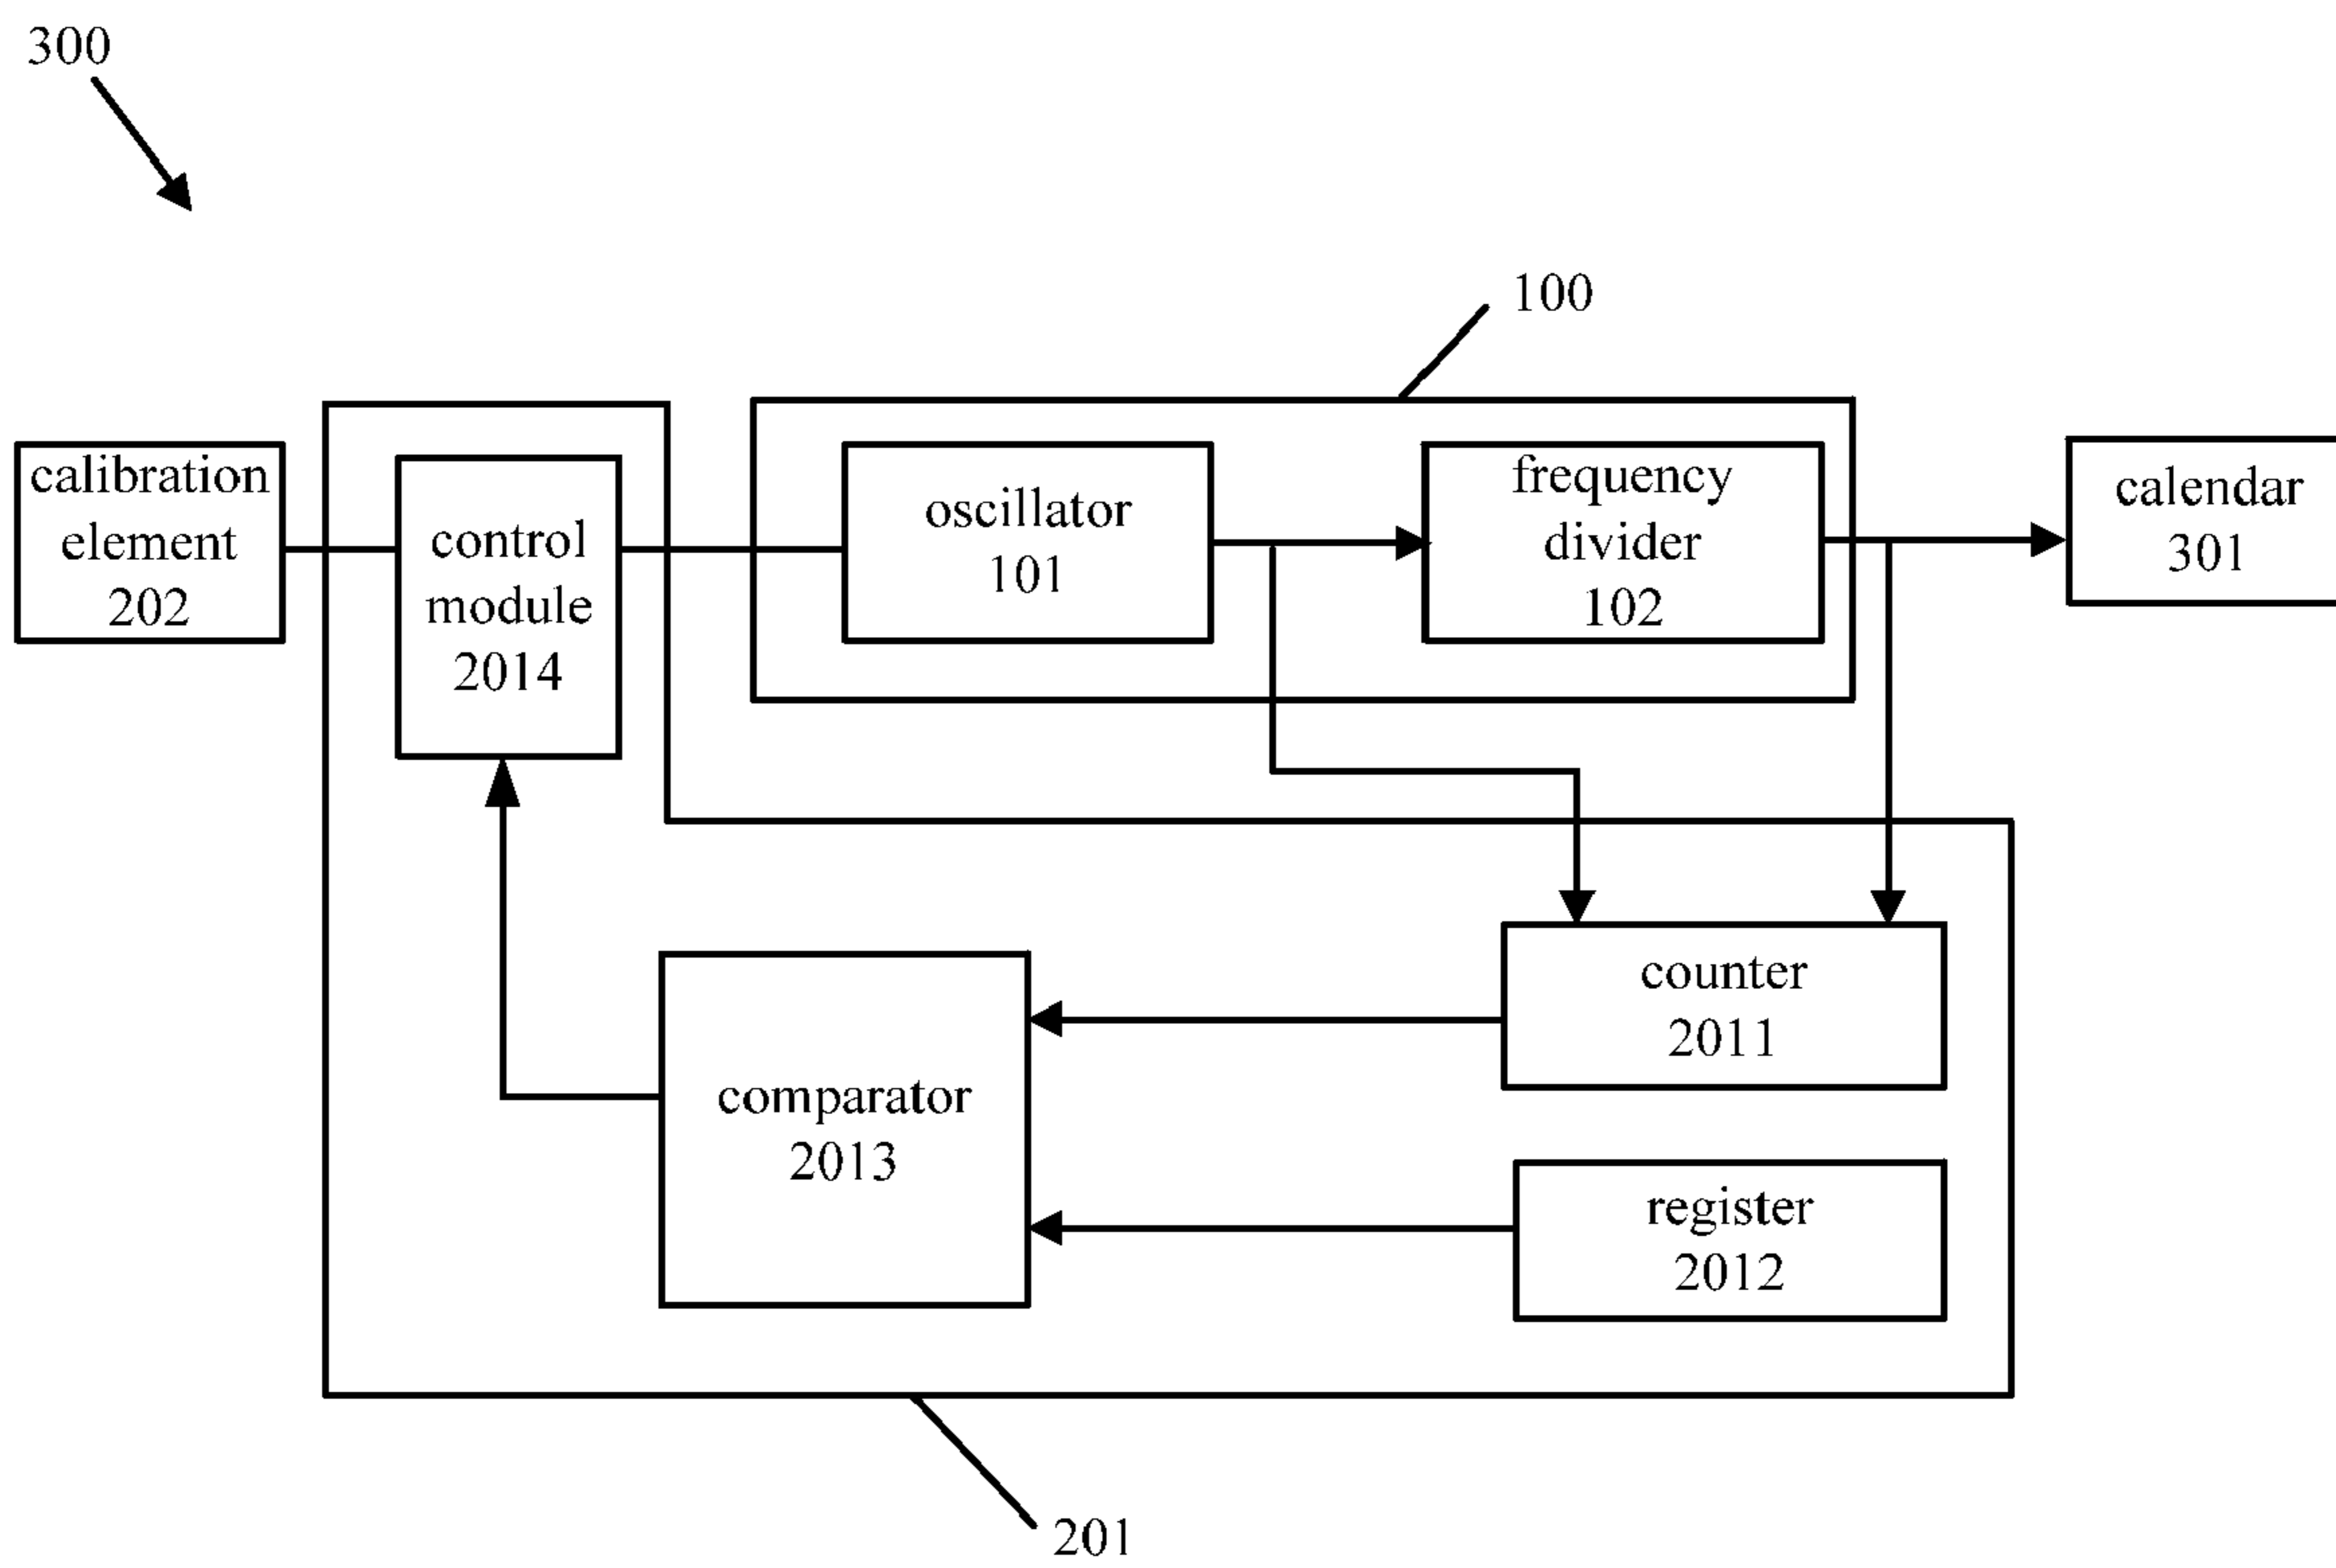 300
100
calibration
element
202
control
module
2014
oscillator
101
frequency
divider
102
calendar
301
counter
2011
comparator
2013
register
2012
201